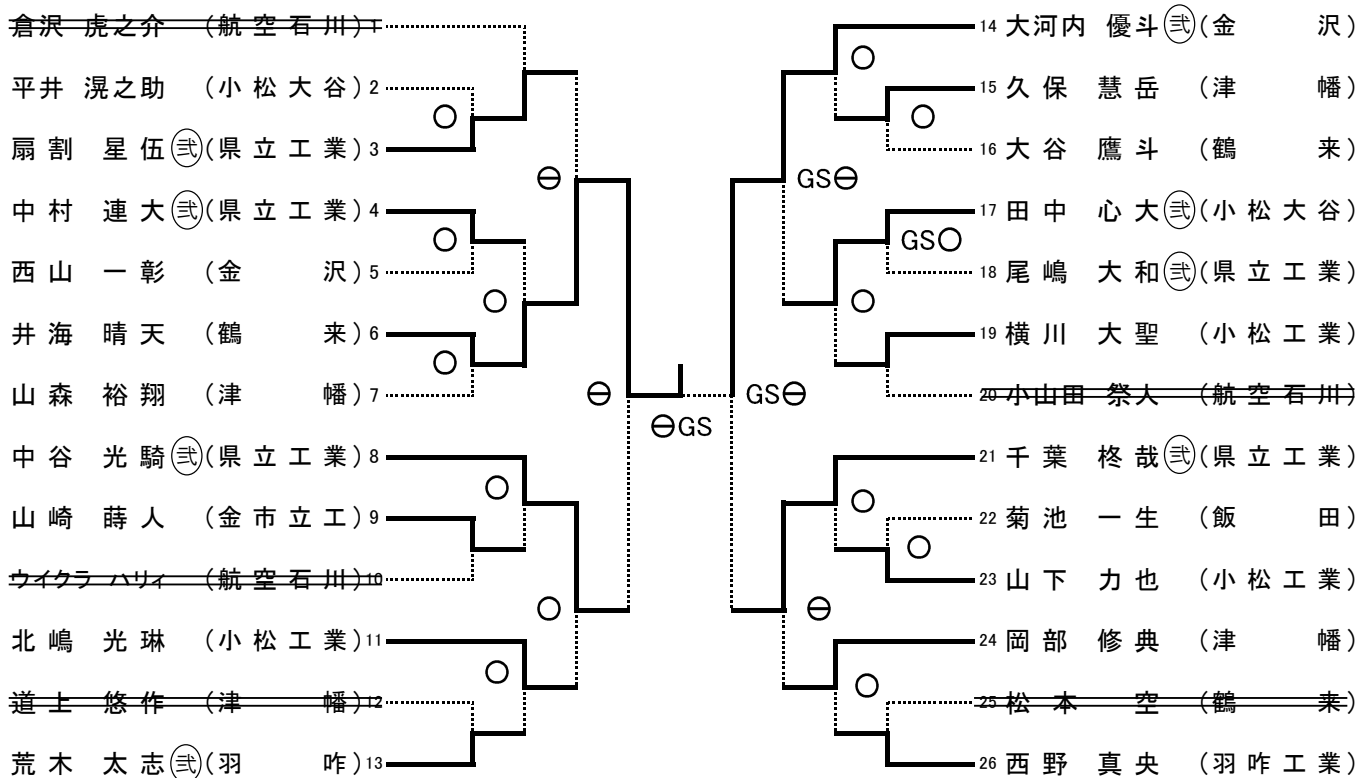 倉沢 虎之介 (航空石川) 1
平井 滉之助 (小松大谷) 2
扇割 星伍 弐 (県立工業) 3
中村 連大 弐 (県立工業) 4
西山 一彰 (金沢) 5
井海 晴天 (鶴来) 6
山森 裕翔 (津幡) 7
中谷 光騎 弐 (県立工業) 8
山崎 蒔人 (金市立工) 9
ウイクラ ハリィ (航空石川) 10
北嶋 光琳 (小松工業) 11
道上 悠作 (津幡) 12
荒木 太志 弐 (羽咋) 13
⊖
⊖
⊖GS
GS⊖
GS○
GS⊖
⊖
14 大河内 優斗 弐 (金沢)
15 久保 慧岳 (津幡)
16 大谷 鷹斗 (鶴来)
17 田中 心大 弐 (小松大谷)
18 尾嶋 大和 弐 (県立工業)
19 横川 大聖 (小松工業)
20 小山田 祭人 (航空石川)
21 千葉 柊哉 弐 (県立工業)
22 菊池 一生 (飯田)
23 山下 力也 (小松工業)
24 岡部 修典 (津幡)
25 松本 空 (鶴来)
26 西野 真央 (羽咋工業)